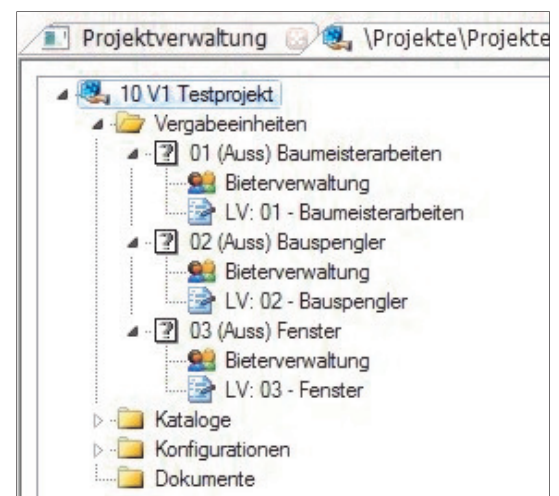 Projektverwaltung \Projekte\Projekte
10 V1 Testprojekt
Vergabeeinheiten
01 (Auss) Baumeisterarbeiten
Bieterverwaltung
LV: 01 - Baumeisterarbeiten
02 (Auss) Bauspengler
Bieterverwaltung
LV: 02 - Bauspengler
03 (Auss) Fenster
Bieterverwaltung
LV: 03 - Fenster
Kataloge
Konfigurationen
Dokumente